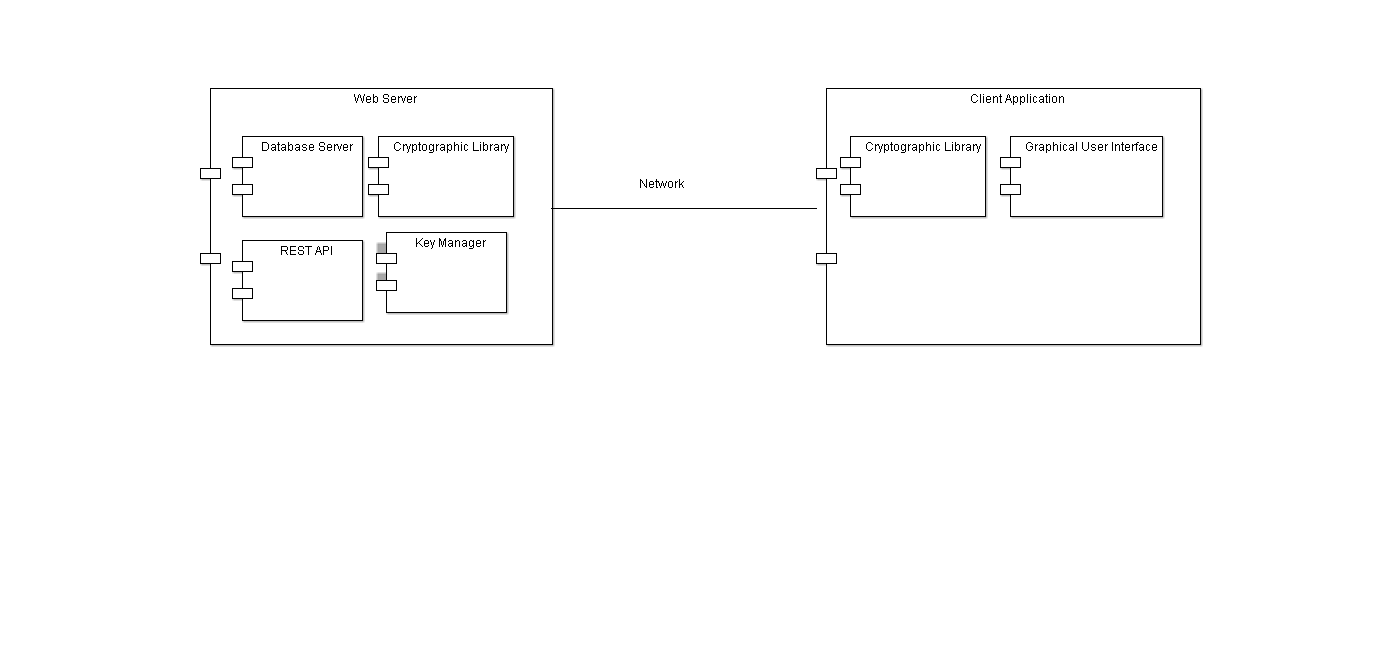 Web Server
Database Server
Cryptographic Library
REST API
Key Manager
Network
Client Application
Cryptographic Library
Graphical User Interface